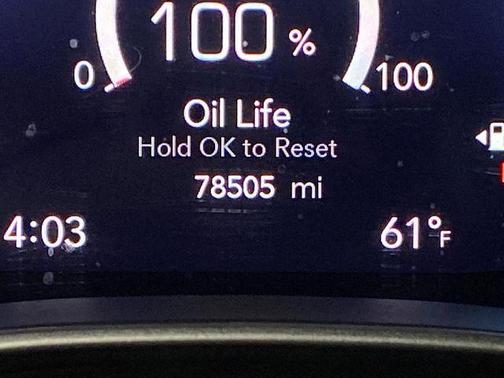 100 %
0 100
Oil Life
Hold OK to Reset
78505 mi
4:03 61°F